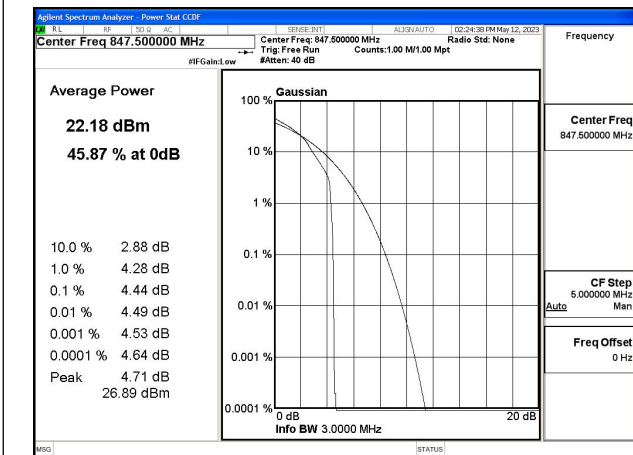 Agilent Spectrum Analyzer - Power Stat CCDF
RL RF 50 Ω AC SENSE:INT ALIGNAUTO 02:24:38 PM May 12, 2023
Center Freq 847.500000 MHz
Center Freq: 847.500000 MHz Radio Std: None
Trig: Free Run Counts:1.00 M/1.00 Mpt
#IFGain:Low #Atten: 40 dB
Frequency
Average Power
22.18 dBm
45.87 % at 0dB
10.0 % 2.88 dB
1.0 % 4.28 dB
0.1 % 4.44 dB
0.01 % 4.49 dB
0.001 % 4.53 dB
0.0001 % 4.64 dB
Peak 4.71 dB
26.89 dBm
Gaussian
100 %
10 %
1 %
0.1 %
0.01 %
0.001 %
0.0001 %
0 dB 20 dB
Info BW 3.0000 MHz
Center Freq
847.500000 MHz
CF Step
5.000000 MHz
Auto Man
Freq Offset
0 Hz
MSG STATUS